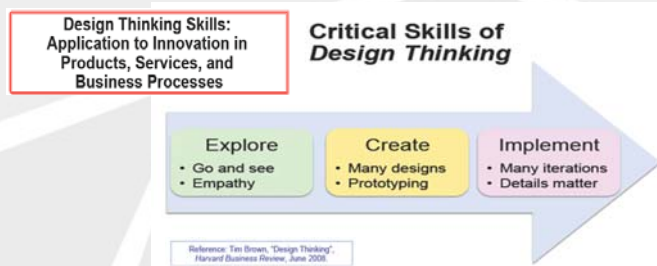 Design Thinking Skills:
Application to Innovation in
Products, Services, and
Business Processes
Critical Skills of
Design Thinking
Explore
• Go and see
• Empathy
Create
• Many designs
• Prototyping
Implement
• Many iterations
• Details matter
Reference: Tim Brown, "Design Thinking",
Harvard Business Review, June 2008.